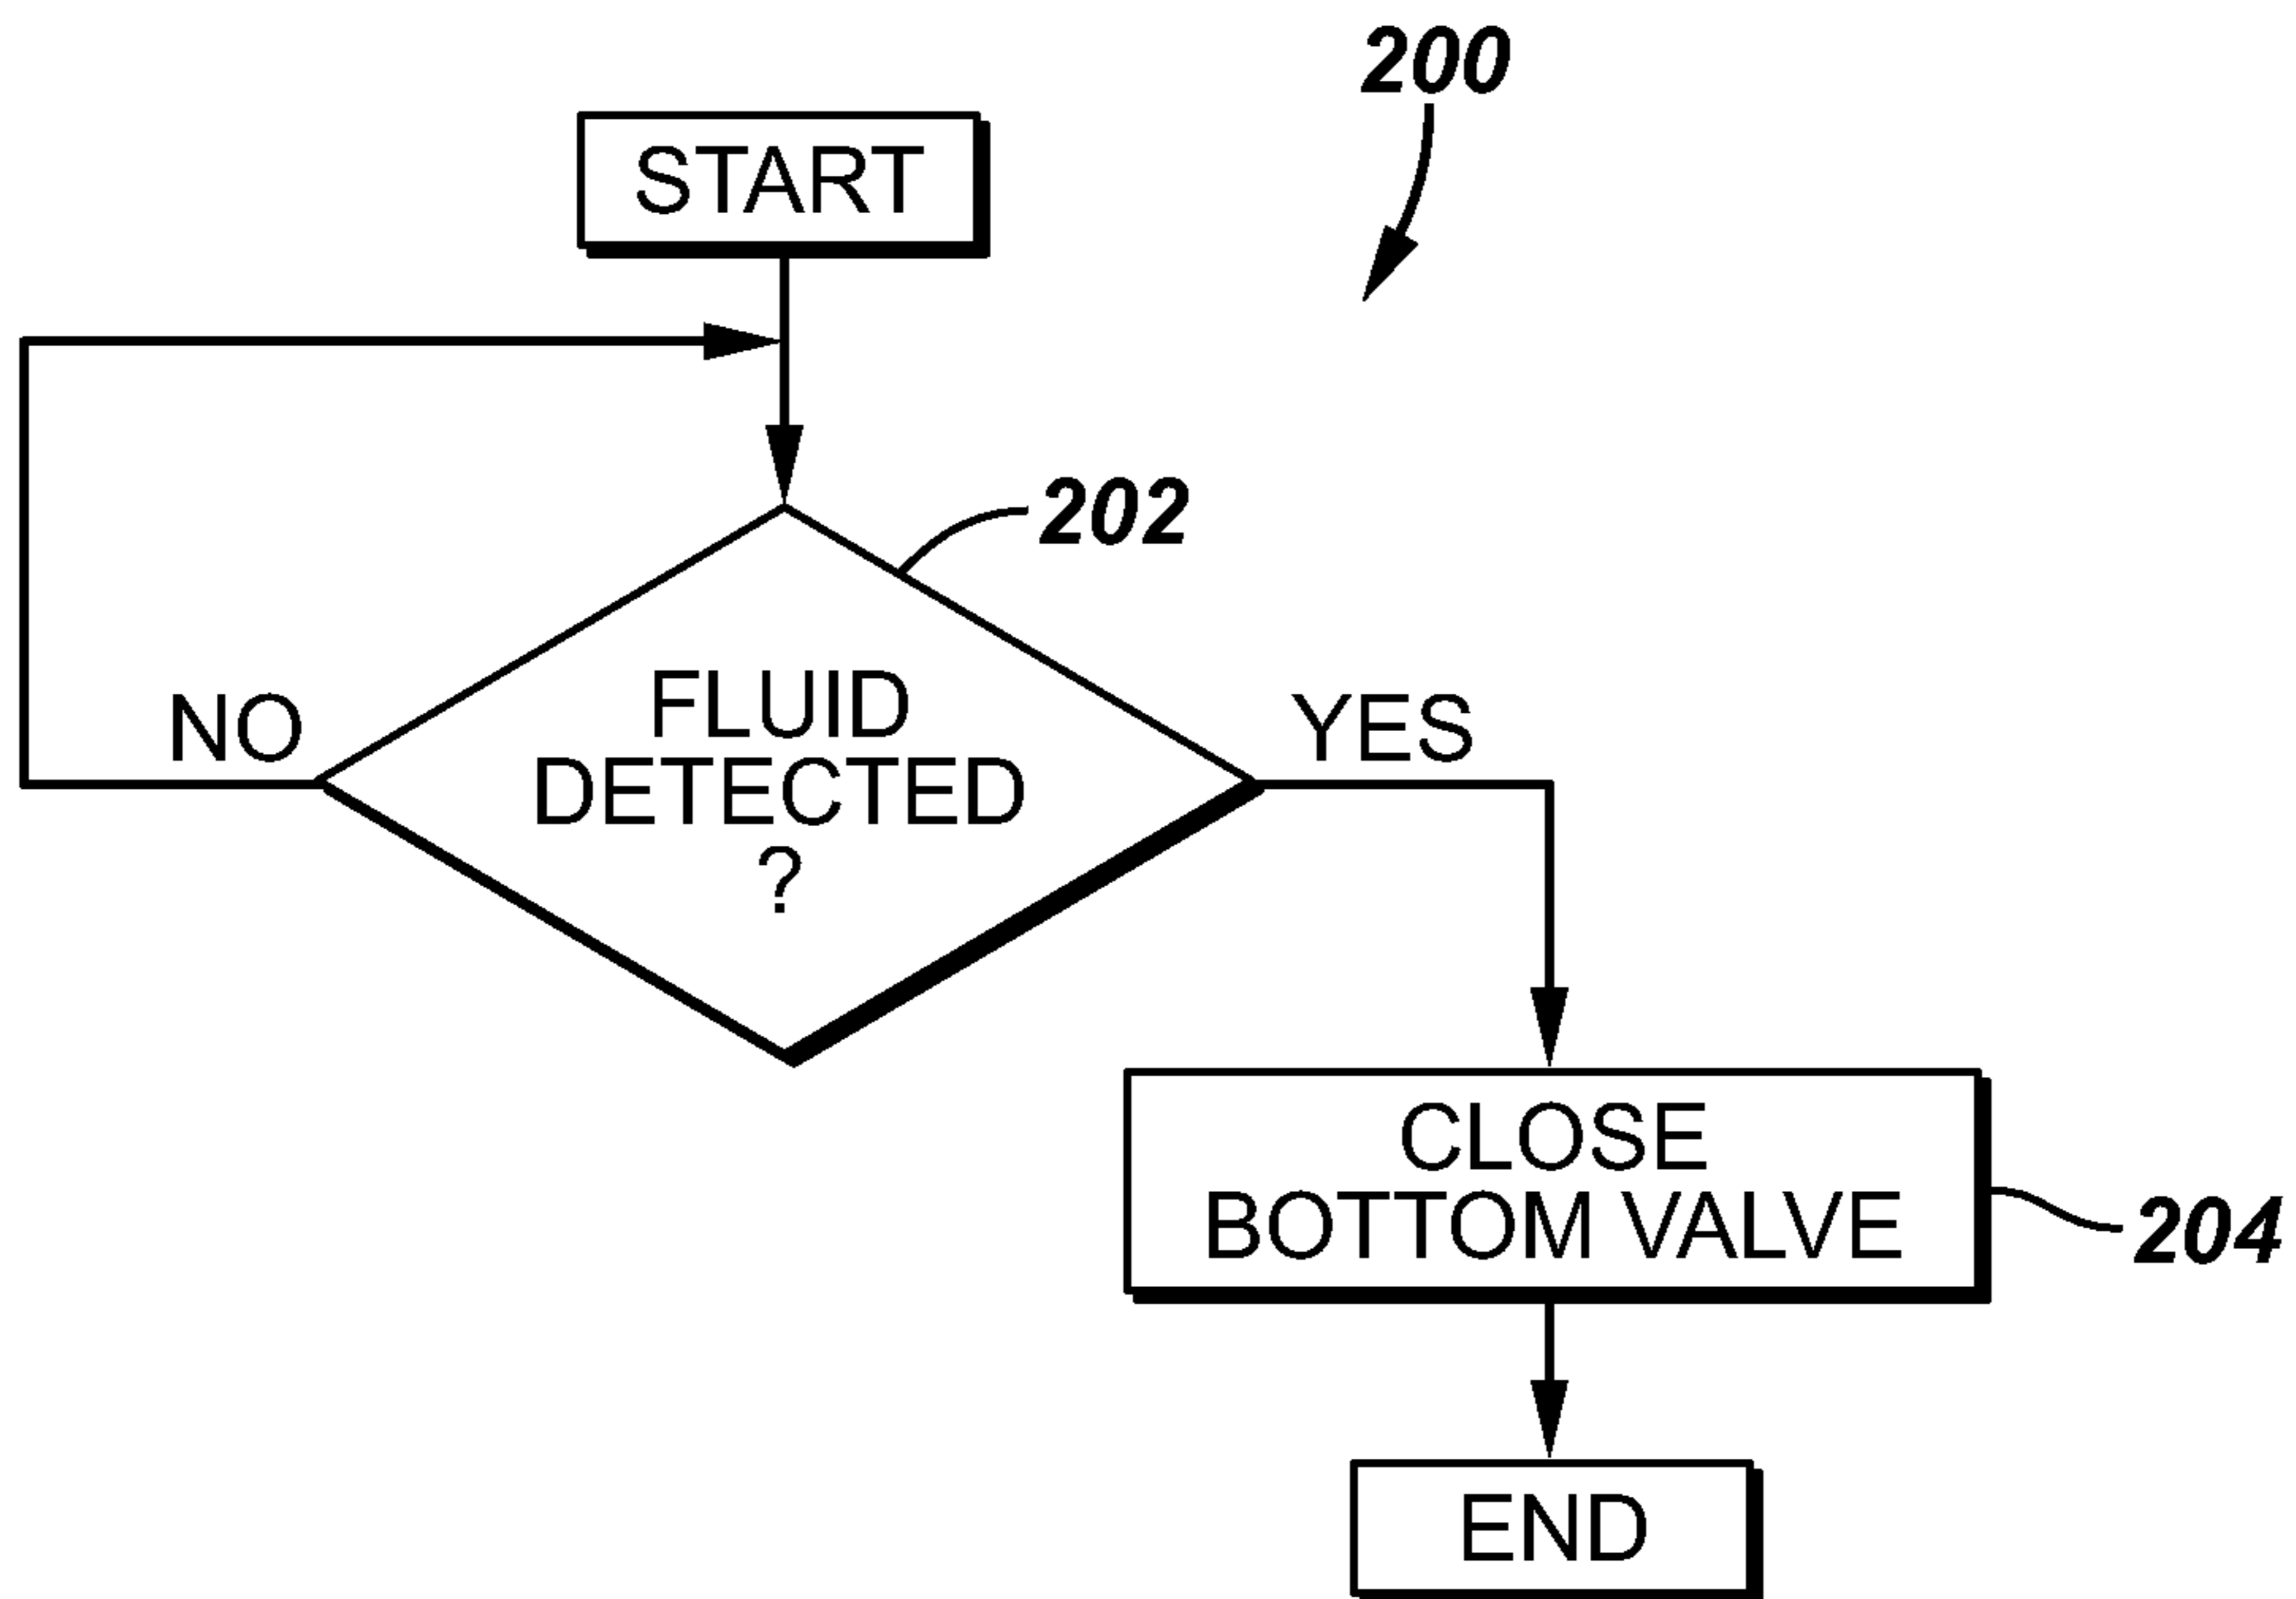 200
START
202
FLUID
DETECTED
?
NO
YES
CLOSE
BOTTOM VALVE
204
END